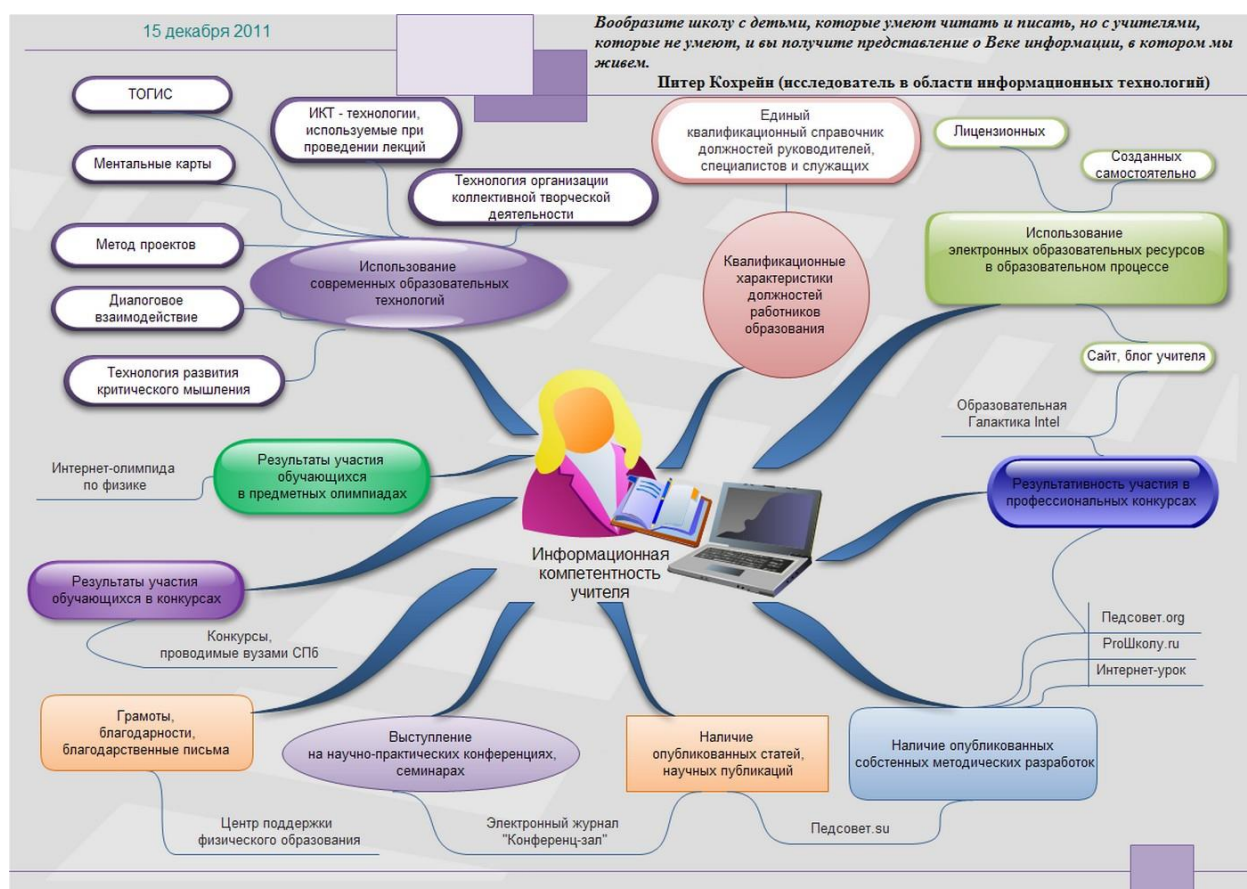 15 декабря 2011
Вообразите школу с детьми, которые умеют читать и писать, но с учителями,
которые не умеют, и вы получите представление о Веке информации, в котором мы
живем.
Питер Кохрейн (исследователь в области информационных технологий)
ТОГИС
ИКТ - технологии,
используемые при
проведении лекций
Ментальные карты
Технология организации
коллективной творческой
деятельности
Метод проектов
Использование
современных образовательных
технологий
Диалоговое
взаимодействие
Технология развития
критического мышления
Единый
квалификационный справочник
должностей руководителей,
специалистов и служащих
Квалификационные
характеристики
должностей
работников
образования
Лицензионных
Созданных
самостоятельно
Использование
электронных образовательных ресурсов
в образовательном процессе
Сайт, блог учителя
Образовательная
Галактика Intel
Результативность участия в
профессиональных конкурсах
Интернет-олимпида
по физике
Результаты участия
обучающихся
в предметных олимпиадах
Информационная
компетентность
учителя
Результаты участия
обучающихся в конкурсах
Конкурсы,
проводимые вузами СПб
Педсовет.org
ProШколу.ru
Интернет-урок
Грамоты,
благодарности,
благодарственные письма
Выступление
на научно-практических конференциях,
семинарах
Наличие
опубликованных статей,
научных публикаций
Наличие опубликованных
собстенных методических разработок
Центр поддержки
физического образования
Электронный журнал
"Конференц-зал"
Педсовет.su